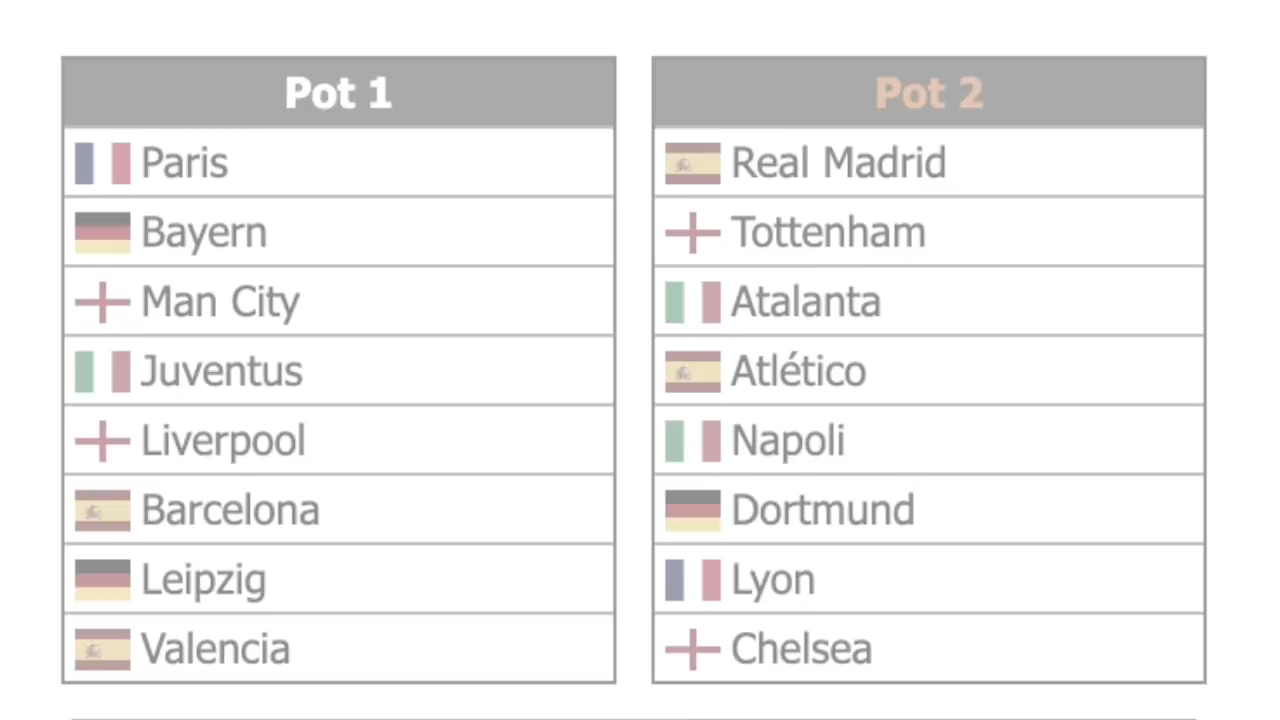 Pot 1
Paris
Bayern
Man City
Juventus
Liverpool
Barcelona
Leipzig
Valencia
Pot 2
Real Madrid
Tottenham
Atalanta
Atlético
Napoli
Dortmund
Lyon
Chelsea